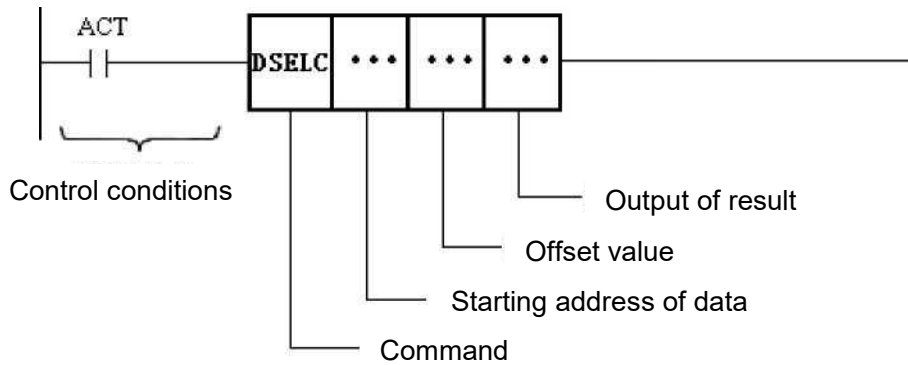 ACT
DSELC ••• ••• •••
Control conditions
Output of result
Offset value
Starting address of data
Command